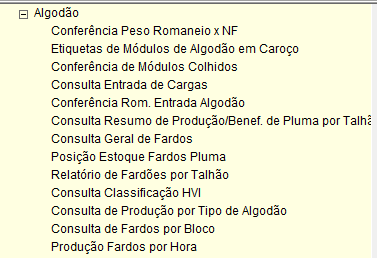 Algodão
Conferência Peso Romaneio x NF
Etiquetas de Módulos de Algodão em Caroço
Conferência de Módulos Colhidos
Consulta Entrada de Cargas
Conferência Rom. Entrada Algodão
Consulta Resumo de Produção/Benef. de Pluma por Talhã
Consulta Geral de Fardos
Posição Estoque Fardos Pluma
Relatório de Fardões por Talhão
Consulta Classificação HVI
Consulta de Produção por Tipo de Algodão
Consulta de Fardos por Bloco
Produção Fardos por Hora